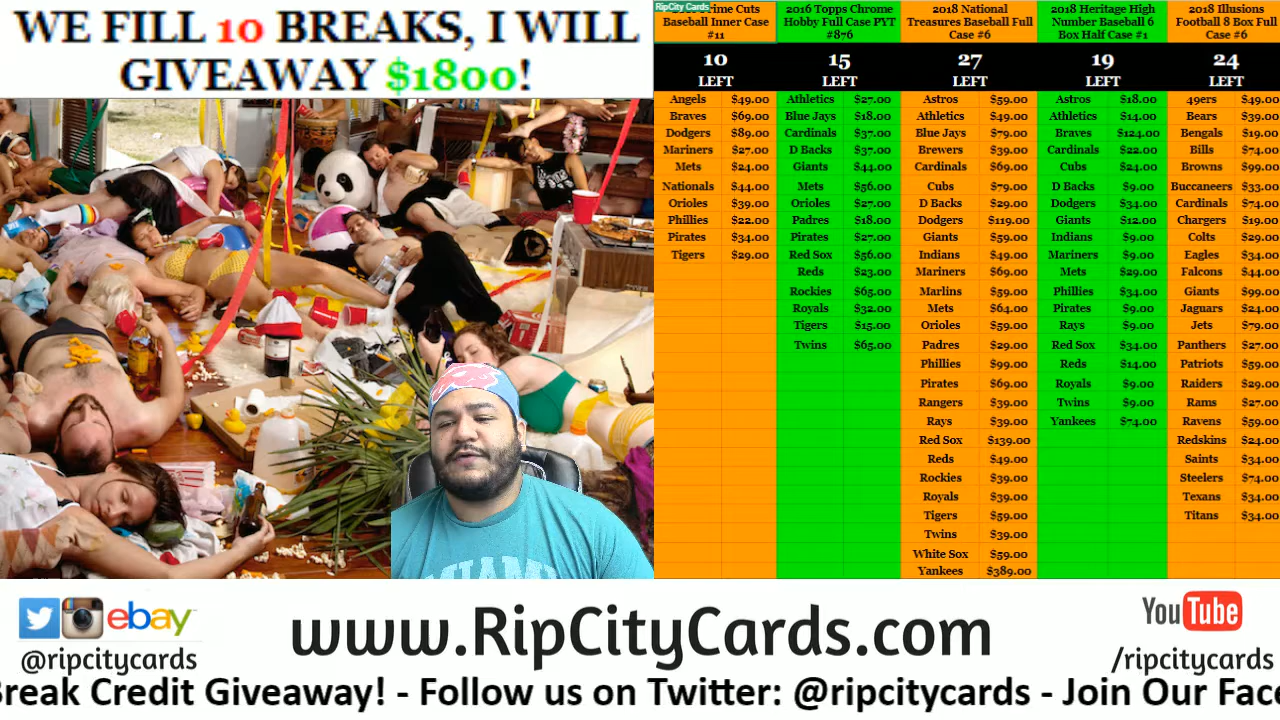 WE FILL 10 BREAKS, I WILL
GIVEAWAY $1800!
RipCity Cards
ime Cuts
Baseball Inner Case
#11
10
LEFT
Angels $49.00
Braves $69.00
Dodgers $89.00
Mariners $27.00
Mets $24.00
Nationals $44.00
Orioles $39.00
Phillies $22.00
Pirates $34.00
Tigers $29.00
2016 Topps Chrome
Hobby Full Case PYT
#876
15
LEFT
Athletics $27.00
Blue Jays $18.00
Cardinals $37.00
D Backs $37.00
Giants $44.00
Mets $56.00
Orioles $27.00
Padres $18.00
Pirates $27.00
Red Sox $56.00
Reds $23.00
Rockies $65.00
Royals $32.00
Tigers $15.00
Twins $65.00
2018 National
Treasures Baseball Full
Case #6
27
LEFT
Astros $59.00
Athletics $49.00
Blue Jays $79.00
Brewers $39.00
Cardinals $69.00
Cubs $79.00
D Backs $29.00
Dodgers $119.00
Giants $59.00
Indians $49.00
Mariners $69.00
Marlins $59.00
Mets $64.00
Orioles $59.00
Padres $29.00
Phillies $99.00
Pirates $69.00
Rangers $39.00
Rays $39.00
Red Sox $139.00
Reds $49.00
Rockies $39.00
Royals $39.00
Tigers $59.00
Twins $39.00
White Sox $59.00
Yankees $389.00
2018 Heritage High
Number Baseball 6
Box Half Case #1
19
LEFT
Astros $18.00
Athletics $14.00
Braves $124.00
Cardinals $22.00
Cubs $24.00
D Backs $9.00
Dodgers $34.00
Giants $12.00
Indians $9.00
Mariners $9.00
Mets $29.00
Phillies $34.00
Pirates $9.00
Rays $9.00
Red Sox $34.00
Reds $14.00
Royals $9.00
Twins $9.00
Yankees $74.00
2018 Illusions
Football 8 Box Full
Case #6
24
LEFT
49ers $49.00
Bears $39.00
Bengals $19.00
Bills $74.00
Browns $99.00
Buccaneers $33.00
Cardinals $74.00
Chargers $19.00
Colts $29.00
Eagles $34.00
Falcons $44.00
Giants $99.00
Jaguars $24.00
Jets $79.00
Panthers $27.00
Patriots $59.00
Raiders $29.00
Rams $27.00
Ravens $59.00
Redskins $24.00
Saints $34.00
Steelers $74.00
Texans $34.00
Titans $34.00
MIAMI
ebay
@ripcitycards
www.RipCityCards.com
YouTube
/ripcitycards
Break Credit Giveaway! - Follow us on Twitter: @ripcitycards - Join Our Face